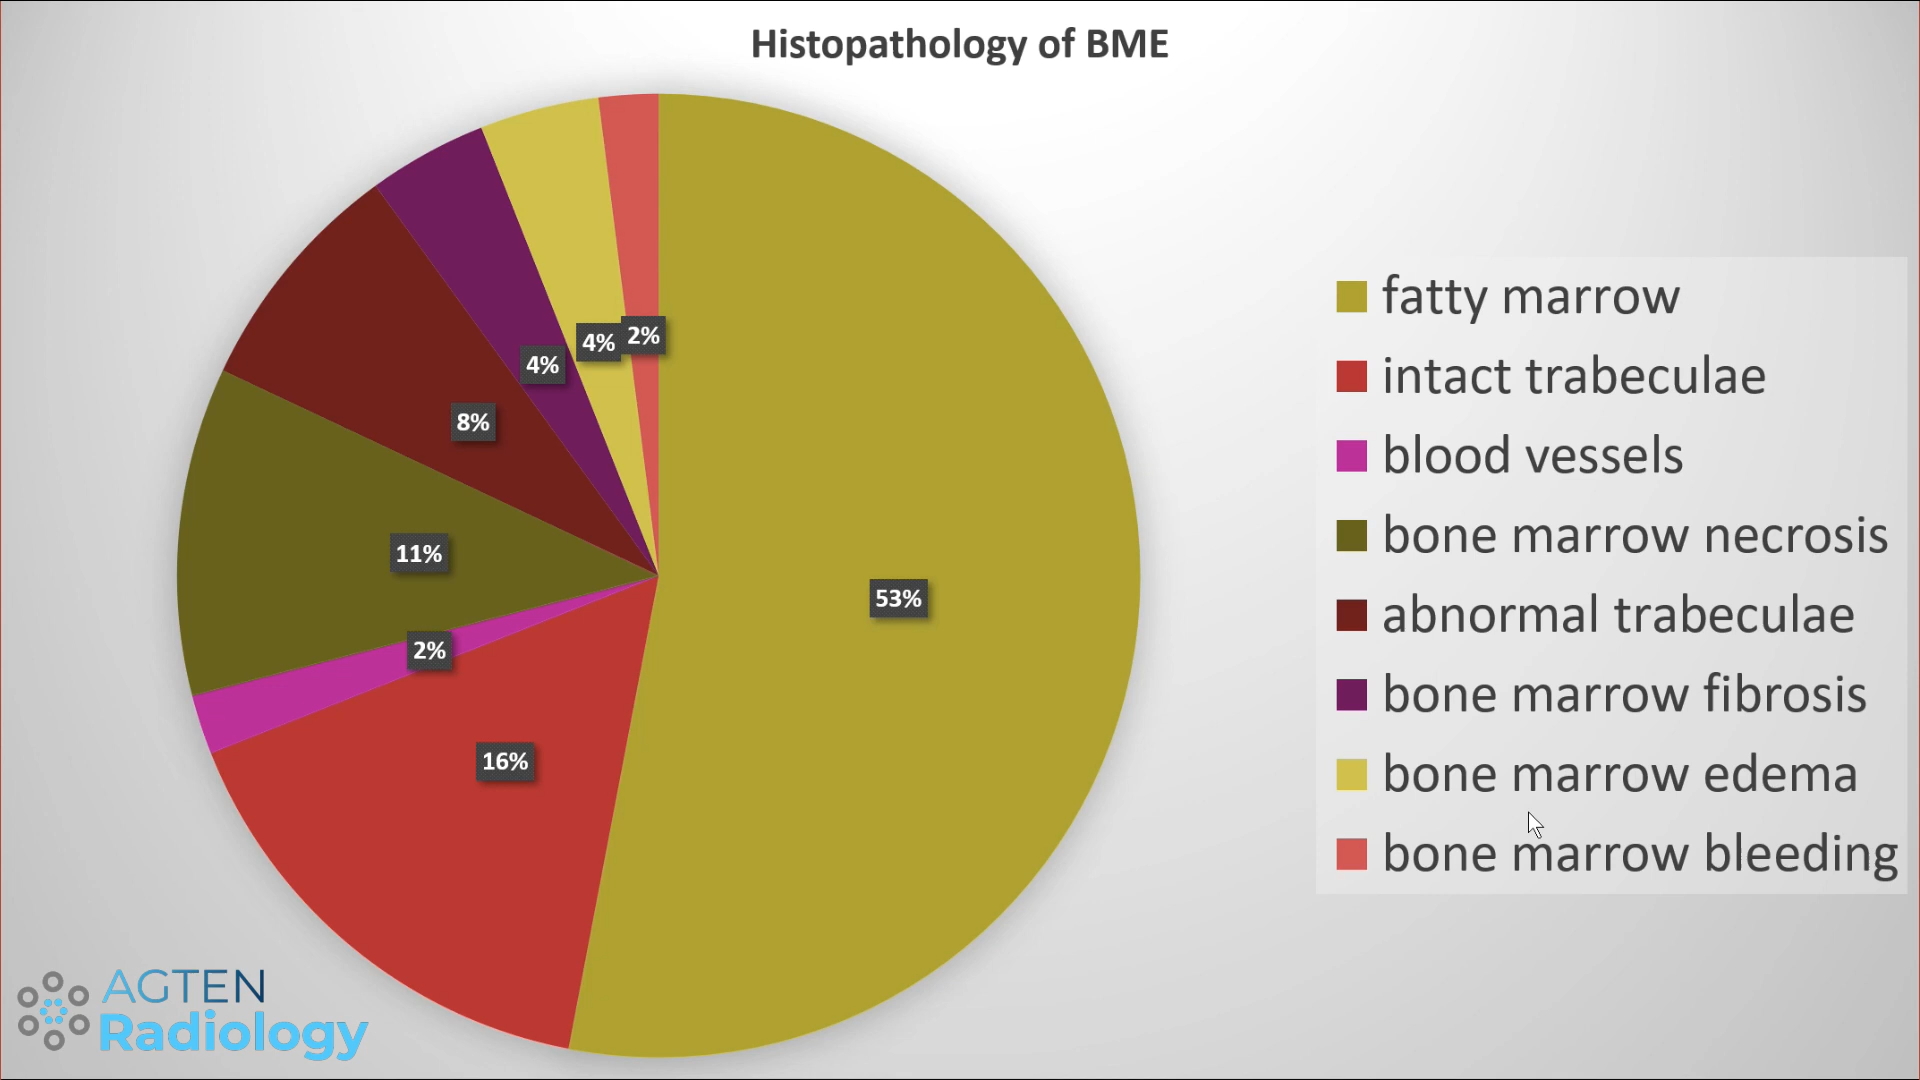 Histopathology of BME
2%
4%
4%
8%
11%
53%
2%
16%
fatty marrow
intact trabeculae
blood vessels
bone marrow necrosis
abnormal trabeculae
bone marrow fibrosis
bone marrow edema
bone marrow bleeding
AGTEN
Radiology